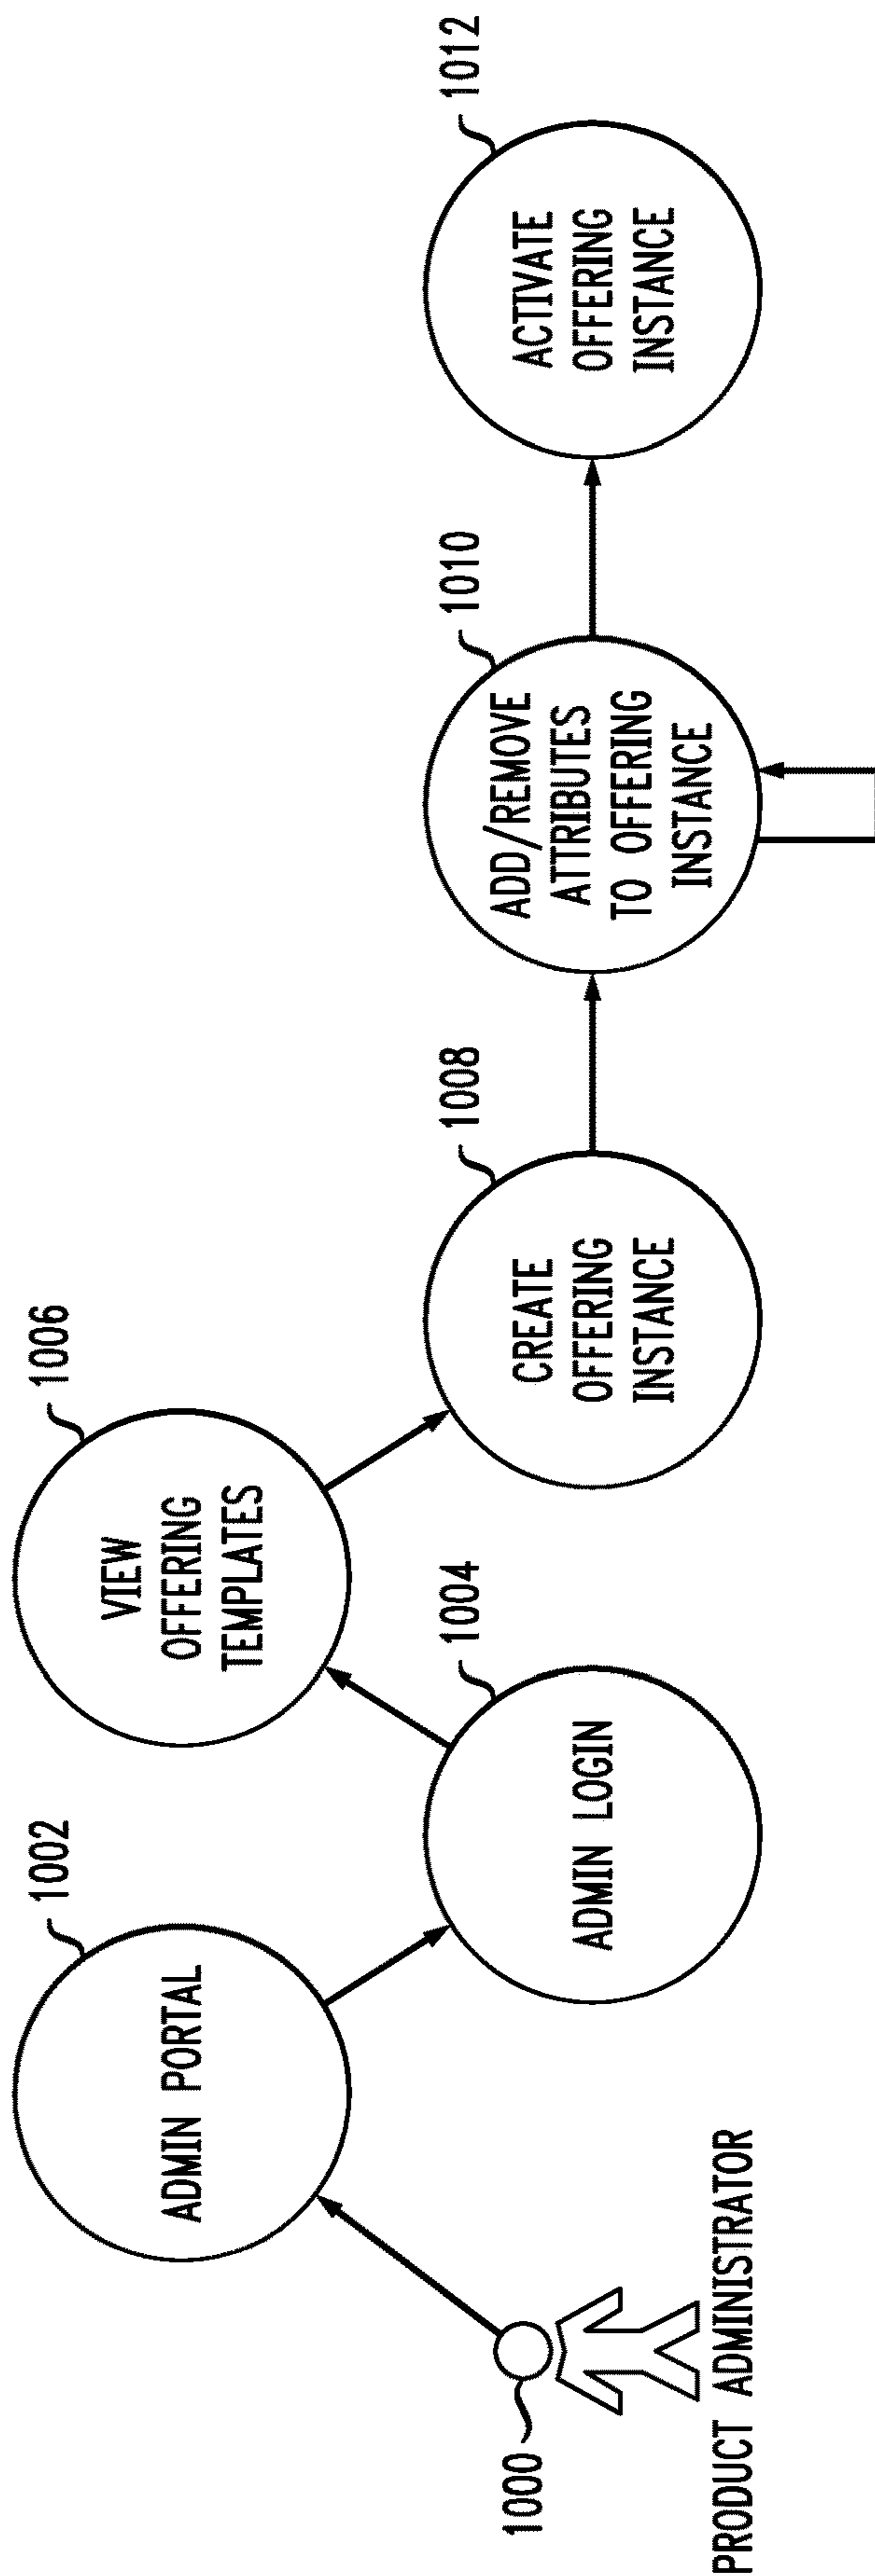 1000
PRODUCT ADMINISTRATOR
1002
ADMIN PORTAL
1004
ADMIN LOGIN
1006
VIEW
OFFERING
TEMPLATES
1008
CREATE
OFFERING
INSTANCE
1010
ADD/REMOVE
ATTRIBUTES
TO OFFERING
INSTANCE
1012
ACTIVATE
OFFERING
INSTANCE